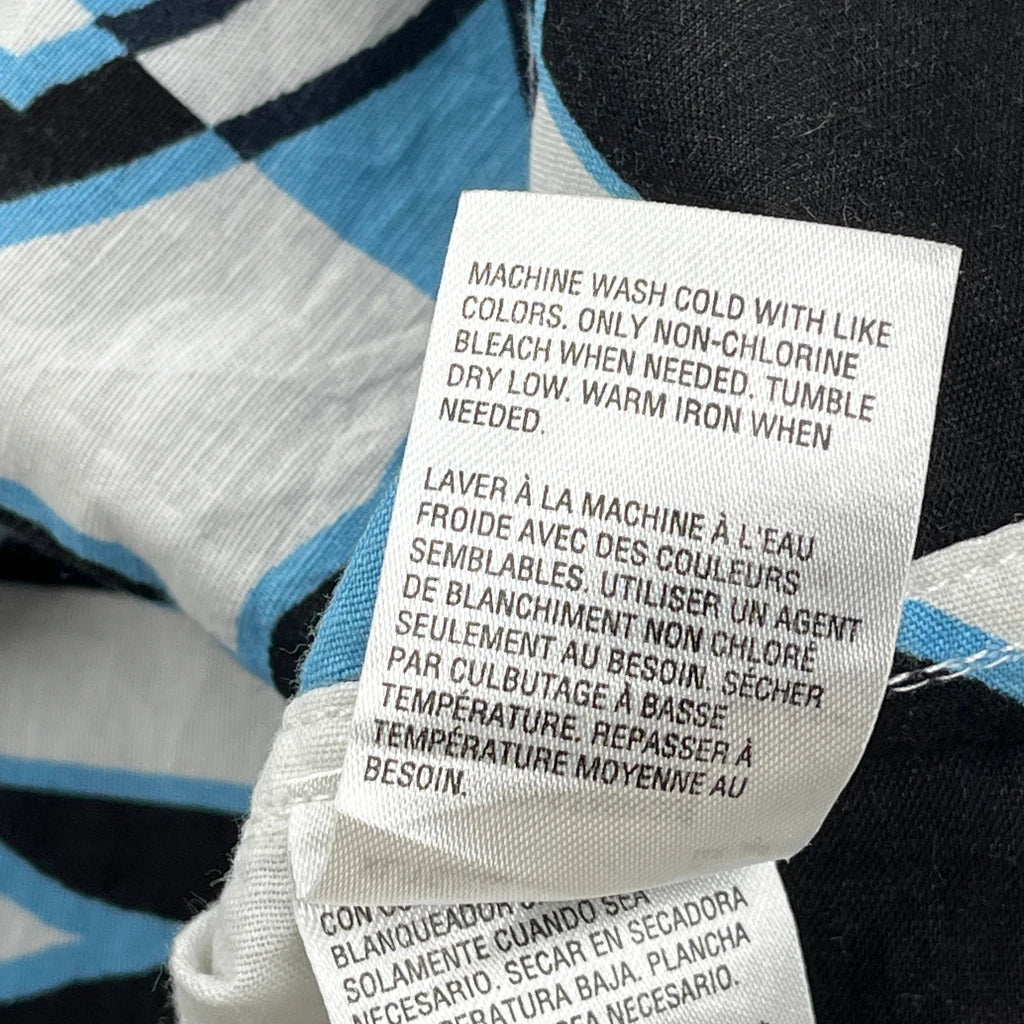 MACHINE WASH COLD WITH LIKE
COLORS. ONLY NON-CHLORINE
BLEACH WHEN NEEDED. TUMBLE
DRY LOW. WARM IRON WHEN
NEEDED.
LAVER À LA MACHINE À L'EAU
FROIDE AVEC DES COULEURS
SEMBLABLES. UTILISER UN AGENT
DE BLANCHIMENT NON CHLORÉ
SEULEMENT AU BESOIN. SÉCHER
PAR CULBUTAGE À BASSE
TEMPÉRATURE. REPASSER À
TEMPÉRATURE MOYENNE AU
BESOIN.
CON
BLANQUEADOR
SOLAMENTE CUANDO SEA
NECESARIO. SECAR EN SECADORA
BAJA. PLANCHA
NECESARIO.